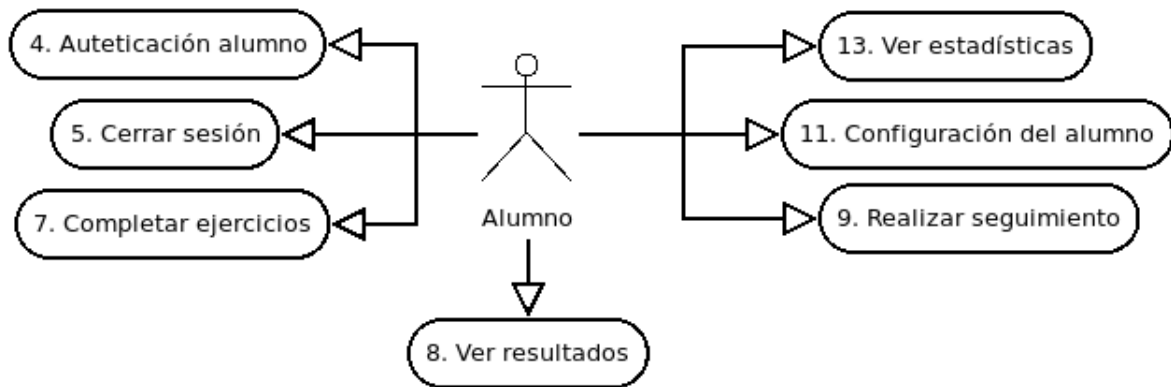 4. Auteticación alumno
13. Ver estadísticas
5. Cerrar sesión
11. Configuración del alumno
7. Completar ejercicios
Alumno
9. Realizar seguimiento
8. Ver resultados